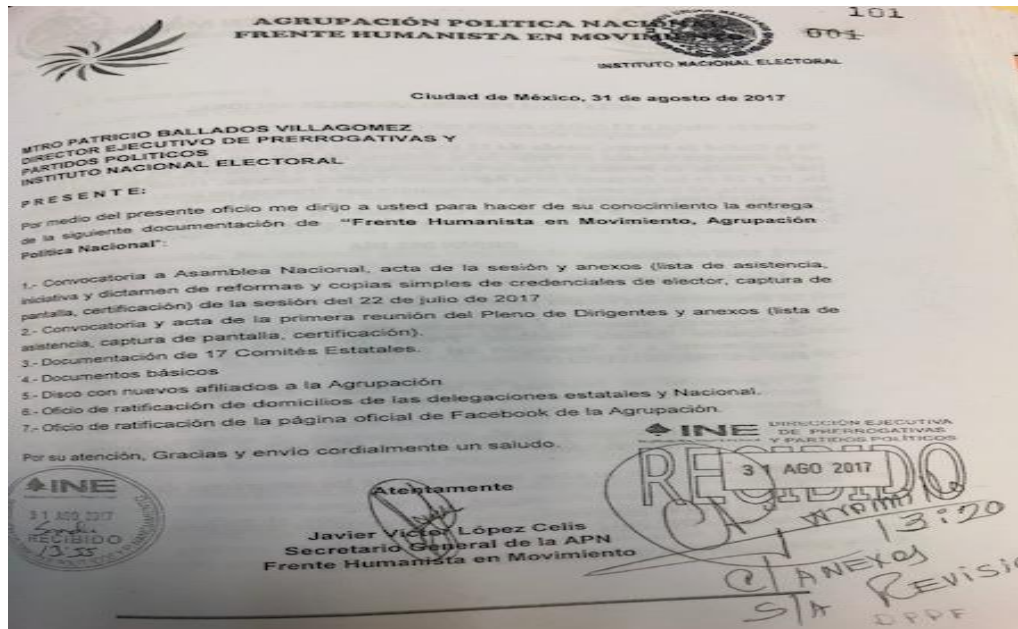 101
AGRUPACIÓN POLITICA NACIONAL
FRENTE HUMANISTA EN MOVIMIENTO
001
INSTITUTO NACIONAL ELECTORAL
Ciudad de México, 31 de agosto de 2017
MTRO PATRICIO BALLADOS VILLAGOMEZ
DIRECTOR EJECUTIVO DE PRERROGATIVAS Y
PARTIDOS POLITICOS
INSTITUTO NACIONAL ELECTORAL
PRESENTE:
Por medio del presente oficio me dirijo a usted para hacer de su conocimiento la entrega
de la siguiente documentación de "Frente Humanista en Movimiento, Agrupación
Política Nacional":
1.- Convocatoria a Asamblea Nacional, acta de la sesión y anexos (lista de asistencia,
iniciativa y dictamen de reformas y copias simples de credenciales de elector, captura de
pantalla, certificación) de la sesión del 22 de julio de 2017
2.- Convocatoria y acta de la primera reunión del Pleno de Dirigentes y anexos (lista de
asistencia, captura de pantalla, certificación).
3.- Documentación de 17 Comités Estatales.
4.- Documentos básicos
5.- Disco con nuevos afiliados a la Agrupación
6.- Oficio de ratificación de domicilios de las delegaciones estatales y Nacional.
7.- Oficio de ratificación de la página oficial de Facebook de la Agrupación.
Por su atención, Gracias y envío cordialmente un saludo.
INE
DIRECCIÓN EJECUTIVA
DE PRERROGATIVAS
Y PARTIDOS POLÍTICOS
RECIBIDO
31 AGO 2017
13:20
C/ANEXOS
S/A REVISIÓ
DPPF
INE
31 AGO 2017
RECIBIDO
13:55
Atentamente
Javier Víctor López Celis
Secretario General de la APN
Frente Humanista en Movimiento